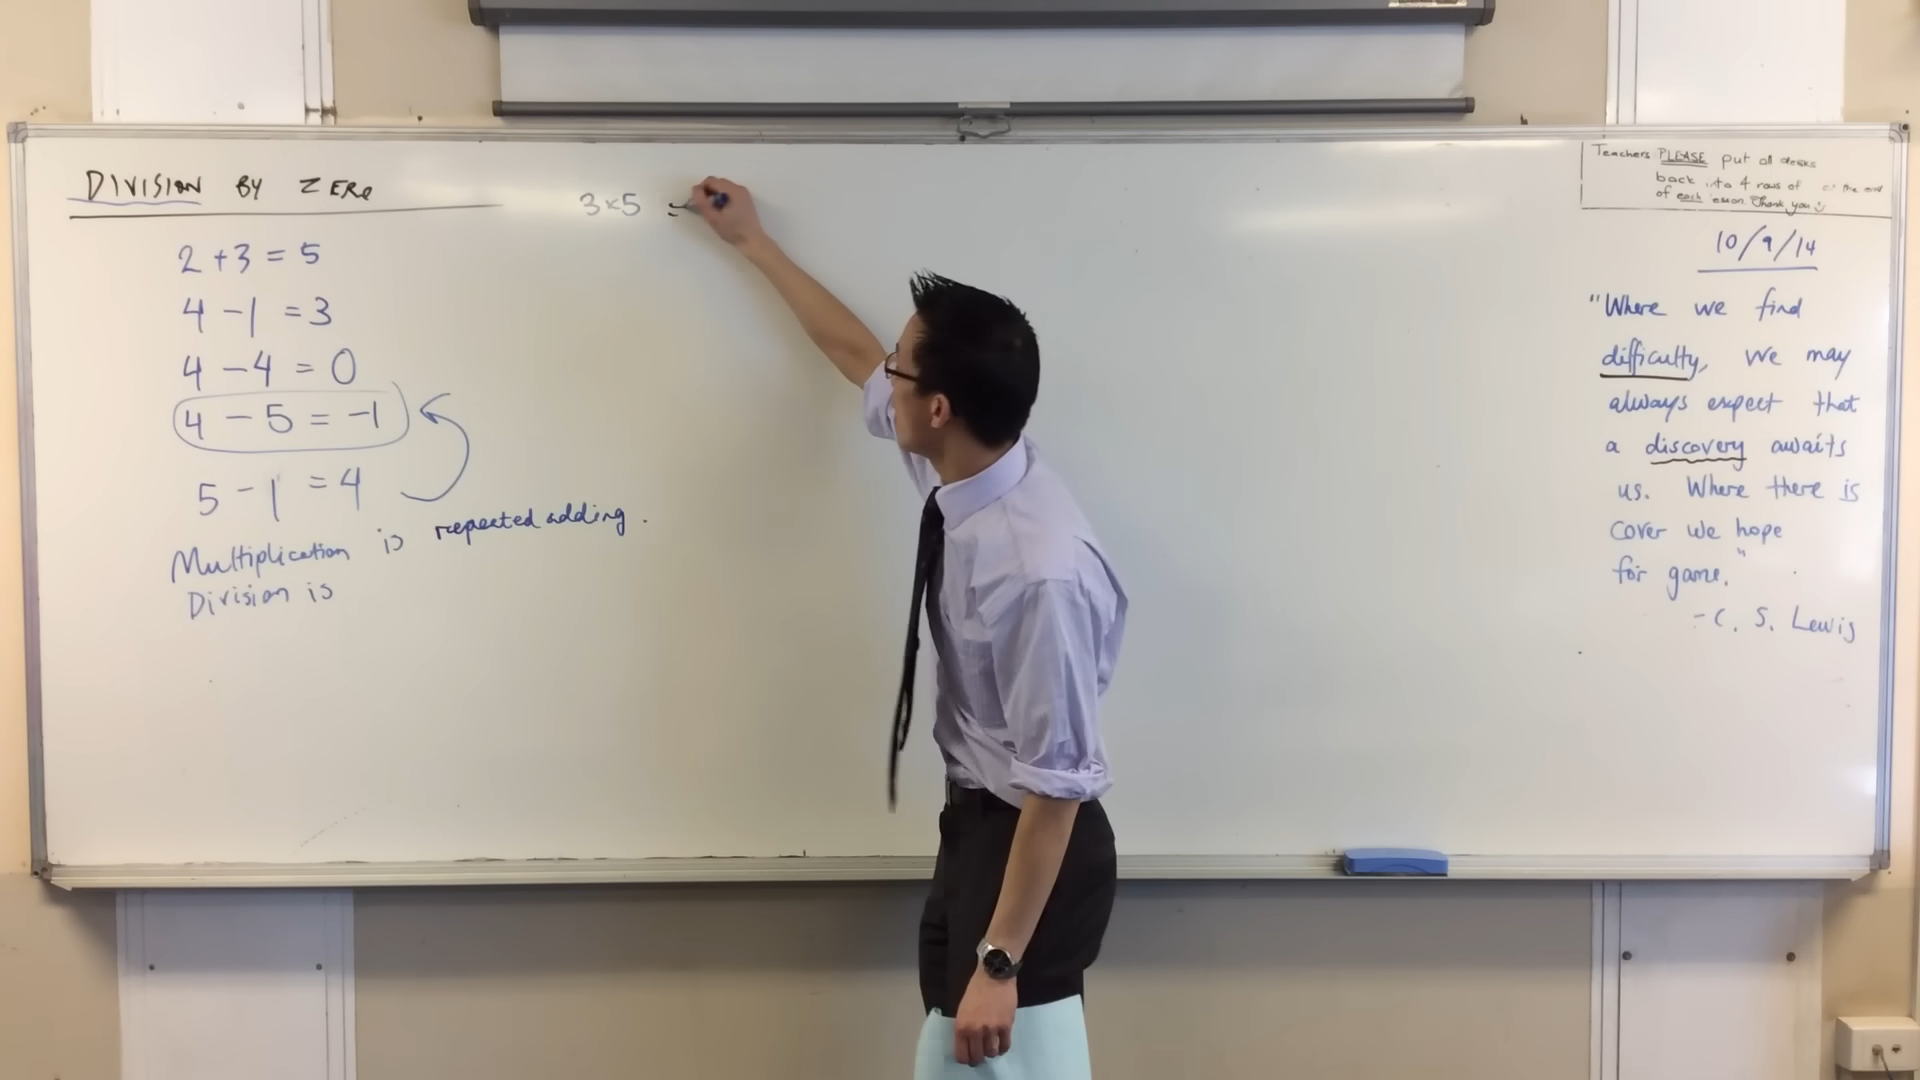 DIVISION BY ZERO
2 + 3 = 5
4 - 1 = 3
4 - 4 = 0
4 - 5 = -1
5 - 1 = 4
Multiplication is repeated adding.
Division is
3 × 5 =
Teachers PLEASE put all desks
back into 4 rows of the end
of each lesson. Thank you
10/9/14
"Where we find
difficulty, we may
always expect that
a discovery awaits
us. Where there is
cover we hope
for game."
- C. S. Lewis